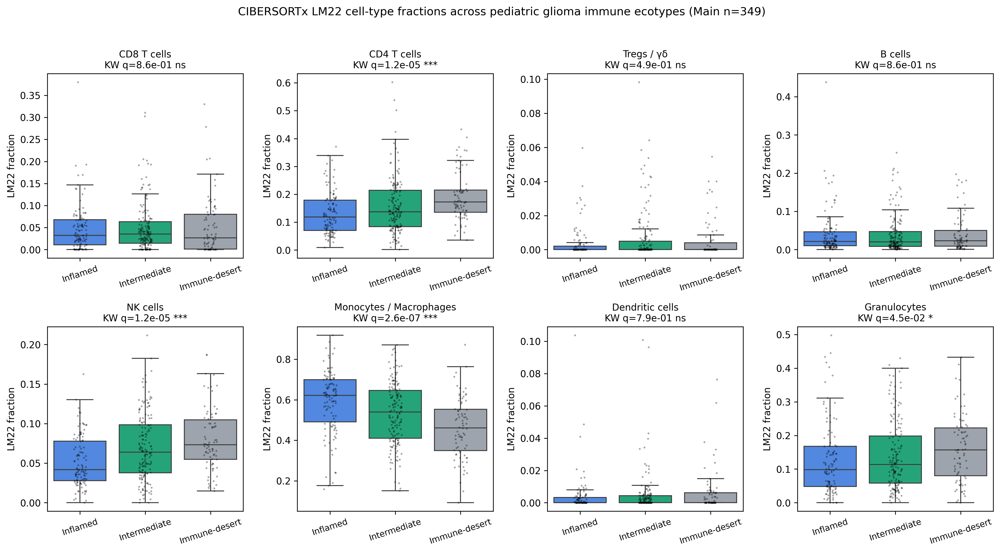 CIBERSORTx LM22 cell-type fractions across pediatric glioma immune ecotypes (Main n=349)
CD8 T cells
KW q=8.6e-01 ns
LM22 fraction
0.35
0.30
0.25
0.20
0.15
0.10
0.05
0.00
Inflamed
Intermediate
Immune-desert
CD4 T cells
KW q=1.2e-05 ***
LM22 fraction
0.6
0.5
0.4
0.3
0.2
0.1
0.0
Inflamed
Intermediate
Immune-desert
Tregs / γδ
KW q=4.9e-01 ns
LM22 fraction
0.10
0.08
0.06
0.04
0.02
0.00
Inflamed
Intermediate
Immune-desert
B cells
KW q=8.6e-01 ns
LM22 fraction
0.4
0.3
0.2
0.1
0.0
Inflamed
Intermediate
Immune-desert
NK cells
KW q=1.2e-05 ***
LM22 fraction
0.20
0.15
0.10
0.05
0.00
Inflamed
Intermediate
Immune-desert
Monocytes / Macrophages
KW q=2.6e-07 ***
LM22 fraction
0.8
0.6
0.4
0.2
Inflamed
Intermediate
Immune-desert
Dendritic cells
KW q=7.9e-01 ns
LM22 fraction
0.10
0.08
0.06
0.04
0.02
0.00
Inflamed
Intermediate
Immune-desert
Granulocytes
KW q=4.5e-02 *
LM22 fraction
0.5
0.4
0.3
0.2
0.1
0.0
Inflamed
Intermediate
Immune-desert